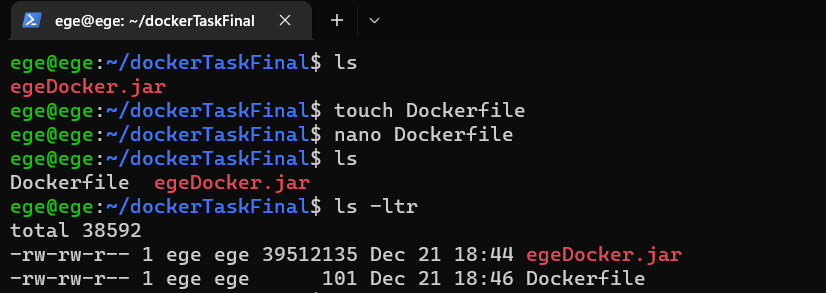 ege@ege: ~/dockerTaskFinal
ege@ege:~/dockerTaskFinal$ ls
egeDocker.jar
ege@ege:~/dockerTaskFinal$ touch Dockerfile
ege@ege:~/dockerTaskFinal$ nano Dockerfile
ege@ege:~/dockerTaskFinal$ ls
Dockerfile  egeDocker.jar
ege@ege:~/dockerTaskFinal$ ls -ltr
total 38592
-rw-rw-r-- 1 ege ege 39512135 Dec 21 18:44 egeDocker.jar
-rw-rw-r-- 1 ege ege      101 Dec 21 18:46 Dockerfile